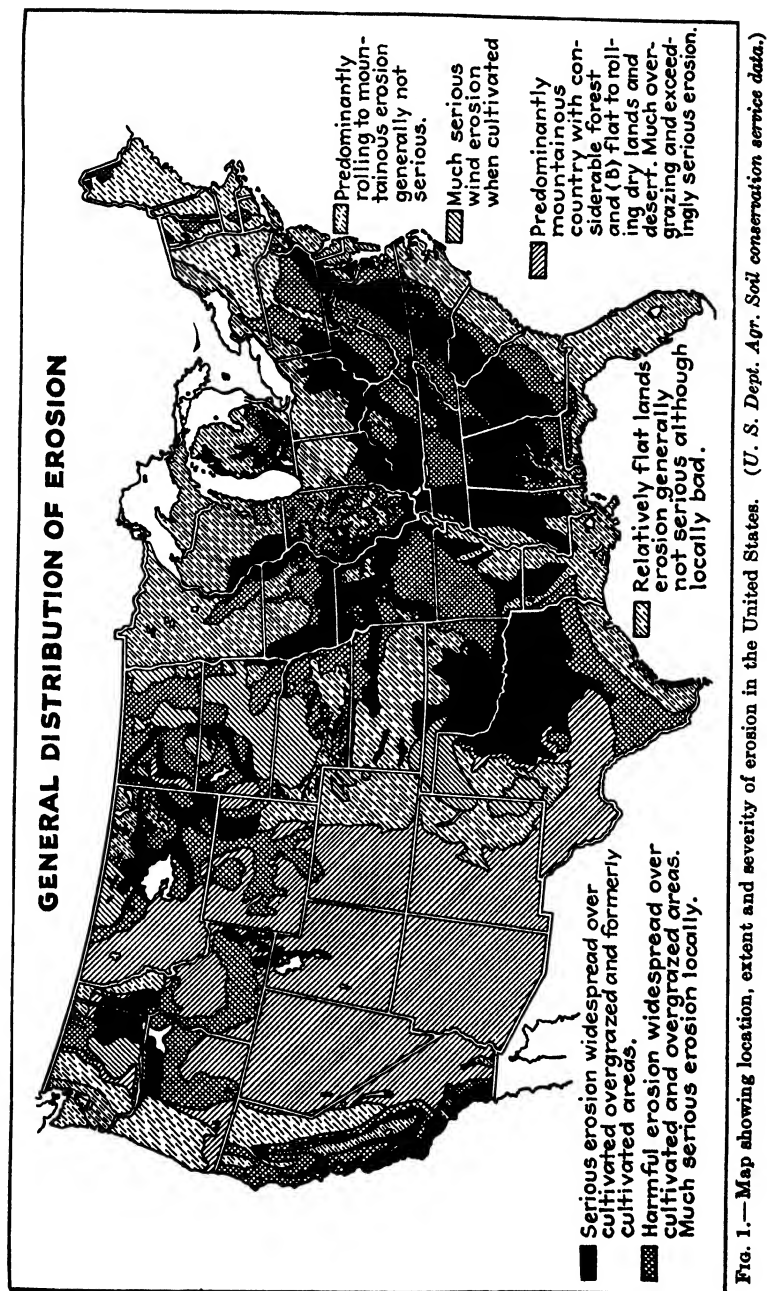 GENERAL DISTRIBUTION OF EROSION
Predominantly
rolling to moun-
tainous erosion
generally not
serious.
Much serious
wind erosion
when cultivated
Predominantly
mountainous
country with con-
siderable forest
and (B) flat to roll-
ing dry lands and
desert. Much over-
grazing and exceed-
ingly serious erosion.
Relatively flat lands
erosion generally
not serious although
locally bad.
Serious erosion widespread over
cultivated overgrazed and formerly
cultivated areas.
Harmful erosion widespread over
cultivated and overgrazed areas.
Much serious erosion locally.
FIG. 1.—Map showing location, extent and severity of erosion in the United States. (U. S. Dept. Agr. Soil conservation service data.)